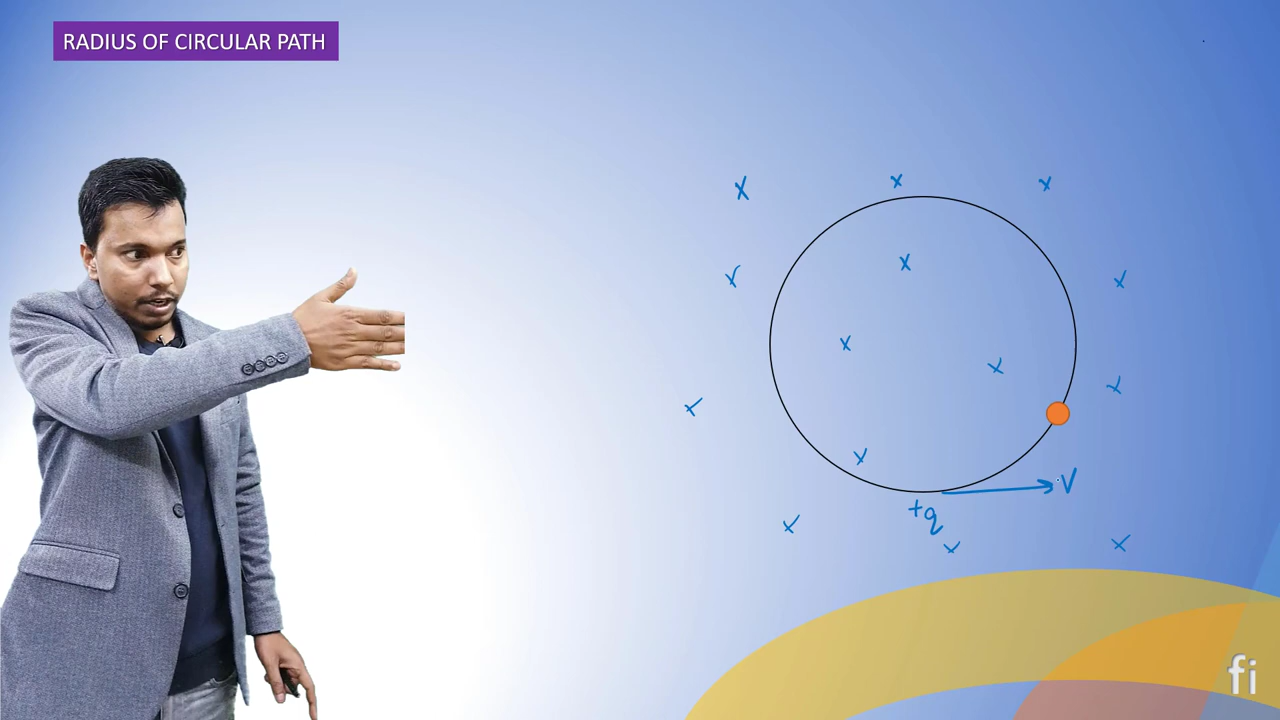 RADIUS OF CIRCULAR PATH
x x x
x x x
x x x
x
x
V
+q
x x x
fi